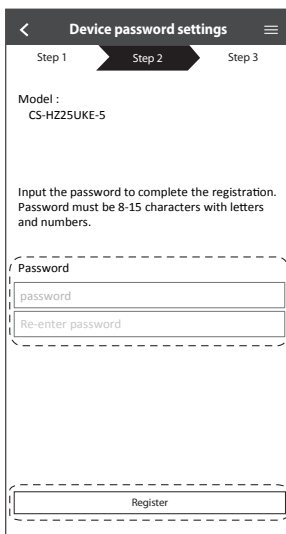 Device password settings
Step 1 Step 2 Step 3
Model :
CS-HZ25UKE-5
Input the password to complete the registration.
Password must be 8-15 characters with letters
and numbers.
Password
password
Re-enter password
Register